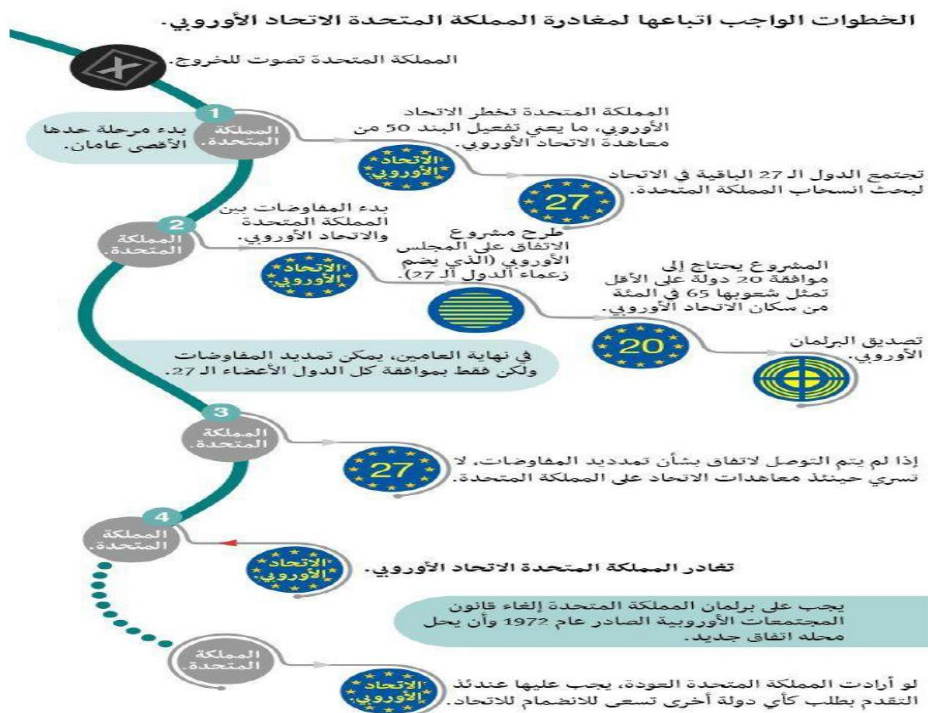 الخطوات الواجب اتباعها لمغادرة المملكة المتحدة الاتحاد الأوروبي.
المملكة المتحدة تصوت للخروج.
X
1
المملكة
المتحدة.
بدء مرحلة حدها
الأقصى عامان.
المملكة المتحدة تخطر الاتحاد
الأوروبي، ما يعني تفعيل البند 50 من
معاهدة الاتحاد الأوروبي.
الاتحاد
الأوروبي.
تجتمع الدول الـ 27 الباقية في الاتحاد
لبحث انسحاب المملكة المتحدة.
27
2
المملكة
المتحدة.
بدء المفاوضات بين
المملكة المتحدة
والاتحاد الأوروبي.
الاتحاد
الأوروبي.
طرح مشروع
الاتفاق على المجلس
الأوروبي (الذي يضم
زعماء الدول الـ 27).
المشروع يحتاج إلى
موافقة 20 دولة على الأقل
تمثل شعوبها 65 في المئة
من سكان الاتحاد الأوروبي.
20
تصديق البرلمان
الأوروبي.
في نهاية العامين، يمكن تمديد المفاوضات
ولكن فقط بموافقة كل الدول الأعضاء الـ 27.
3
المملكة
المتحدة.
27
إذا لم يتم التوصل لاتفاق بشأن تمدديد المفاوضات، لا
تسري حينئذ معاهدات الاتحاد على المملكة المتحدة.
4
المملكة
المتحدة.
الاتحاد
الأوروبي.
تغادر المملكة المتحدة الاتحاد الأوروبي.
يجب على برلمان المملكة المتحدة إلغاء قانون
المجتمعات الأوروبية الصادر عام 1972 وأن يحل
محله اتفاق جديد.
المملكة
المتحدة.
الاتحاد
الأوروبي.
لو أرادت المملكة المتحدة العودة، يجب عليها عندئذ
التقدم بطلب كأي دولة أخرى تسعى للانضمام للاتحاد.